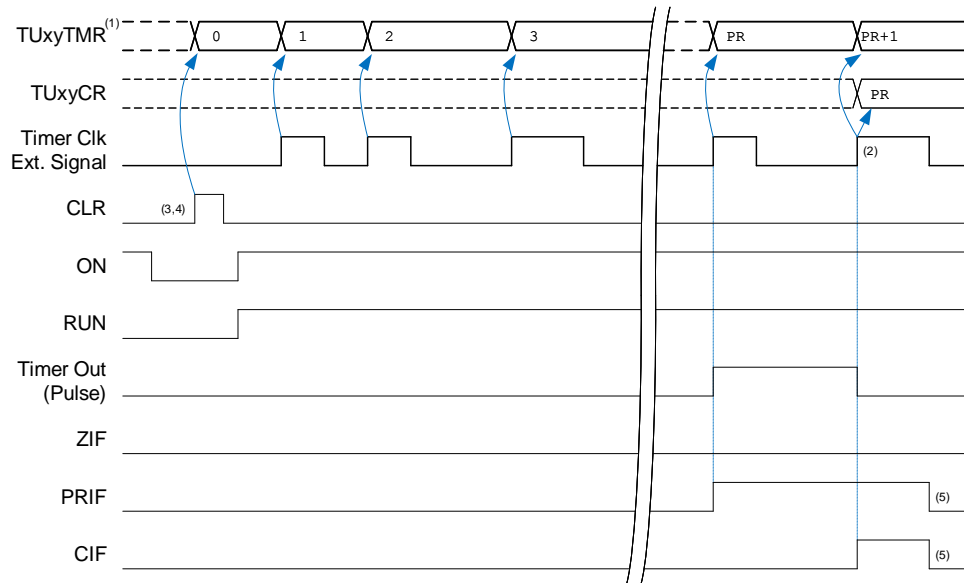 TUxyTMR(1) 0 1 2 3 PR PR+1
TUxyCR PR
Timer Clk
Ext. Signal (2)
CLR (3,4)
ON
RUN
Timer Out
(Pulse)
ZIF
PRIF (5)
CIF (5)